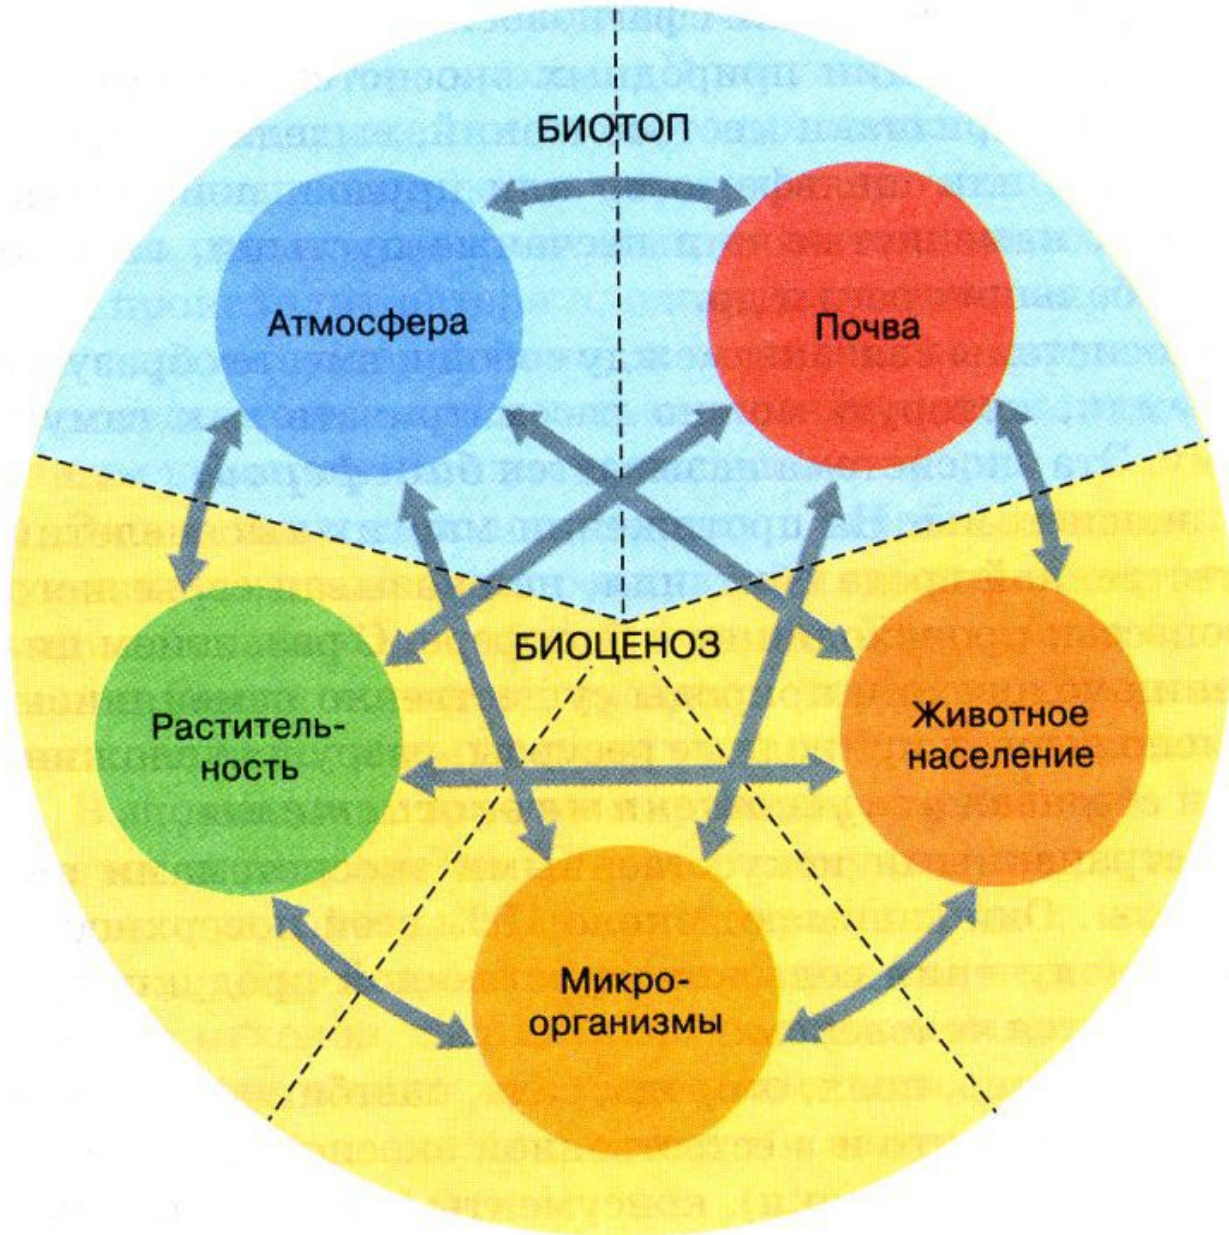 БИОТОП
Атмосфера
Почва
БИОЦЕНОЗ
Раститель-
ность
Животное
население
Микро-
организмы